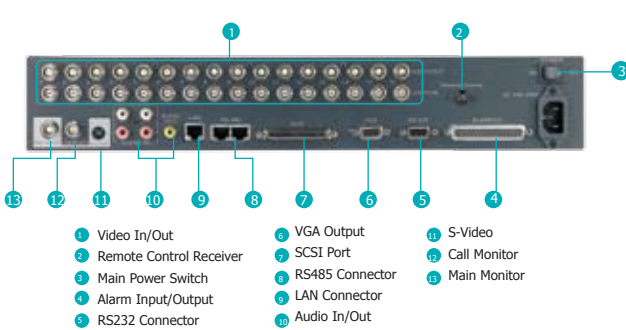 1
2
3
13
12
11
10
9
8
7
6
5
4
1 Video In/Out
2 Remote Control Receiver
3 Main Power Switch
4 Alarm Input/Output
5 RS232 Connector
6 VGA Output
7 SCSI Port
8 RS485 Connector
9 LAN Connector
10 Audio In/Out
11 S-Video
12 Call Monitor
13 Main Monitor